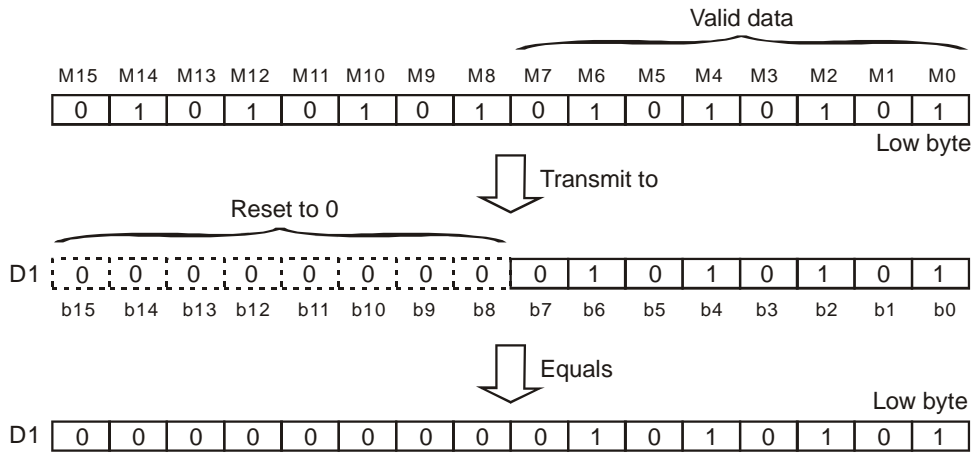 Valid data
M15 M14 M13 M12 M11 M10 M9 M8 M7 M6 M5 M4 M3 M2 M1 M0
0 1 0 1 0 1 0 1 0 1 0 1 0 1 0 1
Low byte
Transmit to
Reset to 0
D1 0 0 0 0 0 0 0 0 0 1 0 1 0 1 0 1
b15 b14 b13 b12 b11 b10 b9 b8 b7 b6 b5 b4 b3 b2 b1 b0
Equals
Low byte
D1 0 0 0 0 0 0 0 0 0 1 0 1 0 1 0 1